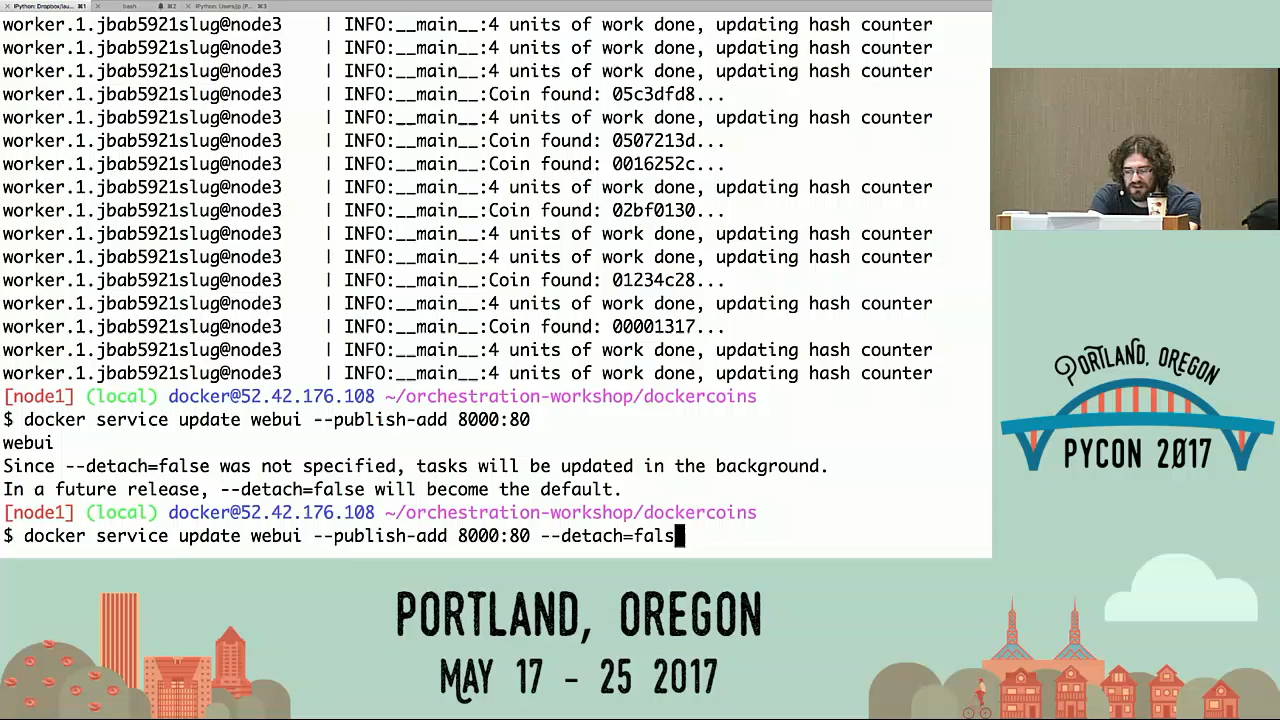 IPython: Dropbox/lau... ⌘1 bash ⌘2 IPython: Users/jp (P... ⌘3
worker.1.jbab5921slug@node3 | INFO:__main__:4 units of work done, updating hash counter
worker.1.jbab5921slug@node3 | INFO:__main__:4 units of work done, updating hash counter
worker.1.jbab5921slug@node3 | INFO:__main__:4 units of work done, updating hash counter
worker.1.jbab5921slug@node3 | INFO:__main__:Coin found: 05c3dfd8...
worker.1.jbab5921slug@node3 | INFO:__main__:4 units of work done, updating hash counter
worker.1.jbab5921slug@node3 | INFO:__main__:Coin found: 0507213d...
worker.1.jbab5921slug@node3 | INFO:__main__:Coin found: 0016252c...
worker.1.jbab5921slug@node3 | INFO:__main__:4 units of work done, updating hash counter
worker.1.jbab5921slug@node3 | INFO:__main__:Coin found: 02bf0130...
worker.1.jbab5921slug@node3 | INFO:__main__:4 units of work done, updating hash counter
worker.1.jbab5921slug@node3 | INFO:__main__:4 units of work done, updating hash counter
worker.1.jbab5921slug@node3 | INFO:__main__:Coin found: 01234c28...
worker.1.jbab5921slug@node3 | INFO:__main__:4 units of work done, updating hash counter
worker.1.jbab5921slug@node3 | INFO:__main__:Coin found: 00001317...
worker.1.jbab5921slug@node3 | INFO:__main__:4 units of work done, updating hash counter
worker.1.jbab5921slug@node3 | INFO:__main__:4 units of work done, updating hash counter
[node1] (local) docker@52.42.176.108 ~/orchestration-workshop/dockercoins
$ docker service update webui --publish-add 8000:80
webui
Since --detach=false was not specified, tasks will be updated in the background.
In a future release, --detach=false will become the default.
[node1] (local) docker@52.42.176.108 ~/orchestration-workshop/dockercoins
$ docker service update webui --publish-add 8000:80 --detach=fals
PORTLAND, OREGON
PYCON 2017
PORTLAND, OREGON
MAY 17 - 25 2017